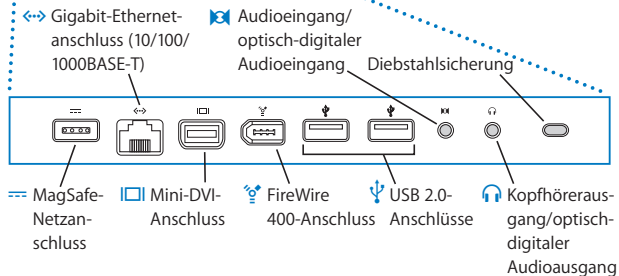 Gigabit-Ethernet-
anschluss (10/100/
1000BASE-T)
Audioeingang/
optisch-digitaler
Audioeingang
Diebstahlsicherung
MagSafe-
Netzan-
schluss
Mini-DVI-
Anschluss
FireWire
400-Anschluss
USB 2.0-
Anschlüsse
Kopfhöreraus-
gang/optisch-
digitaler
Audioausgang